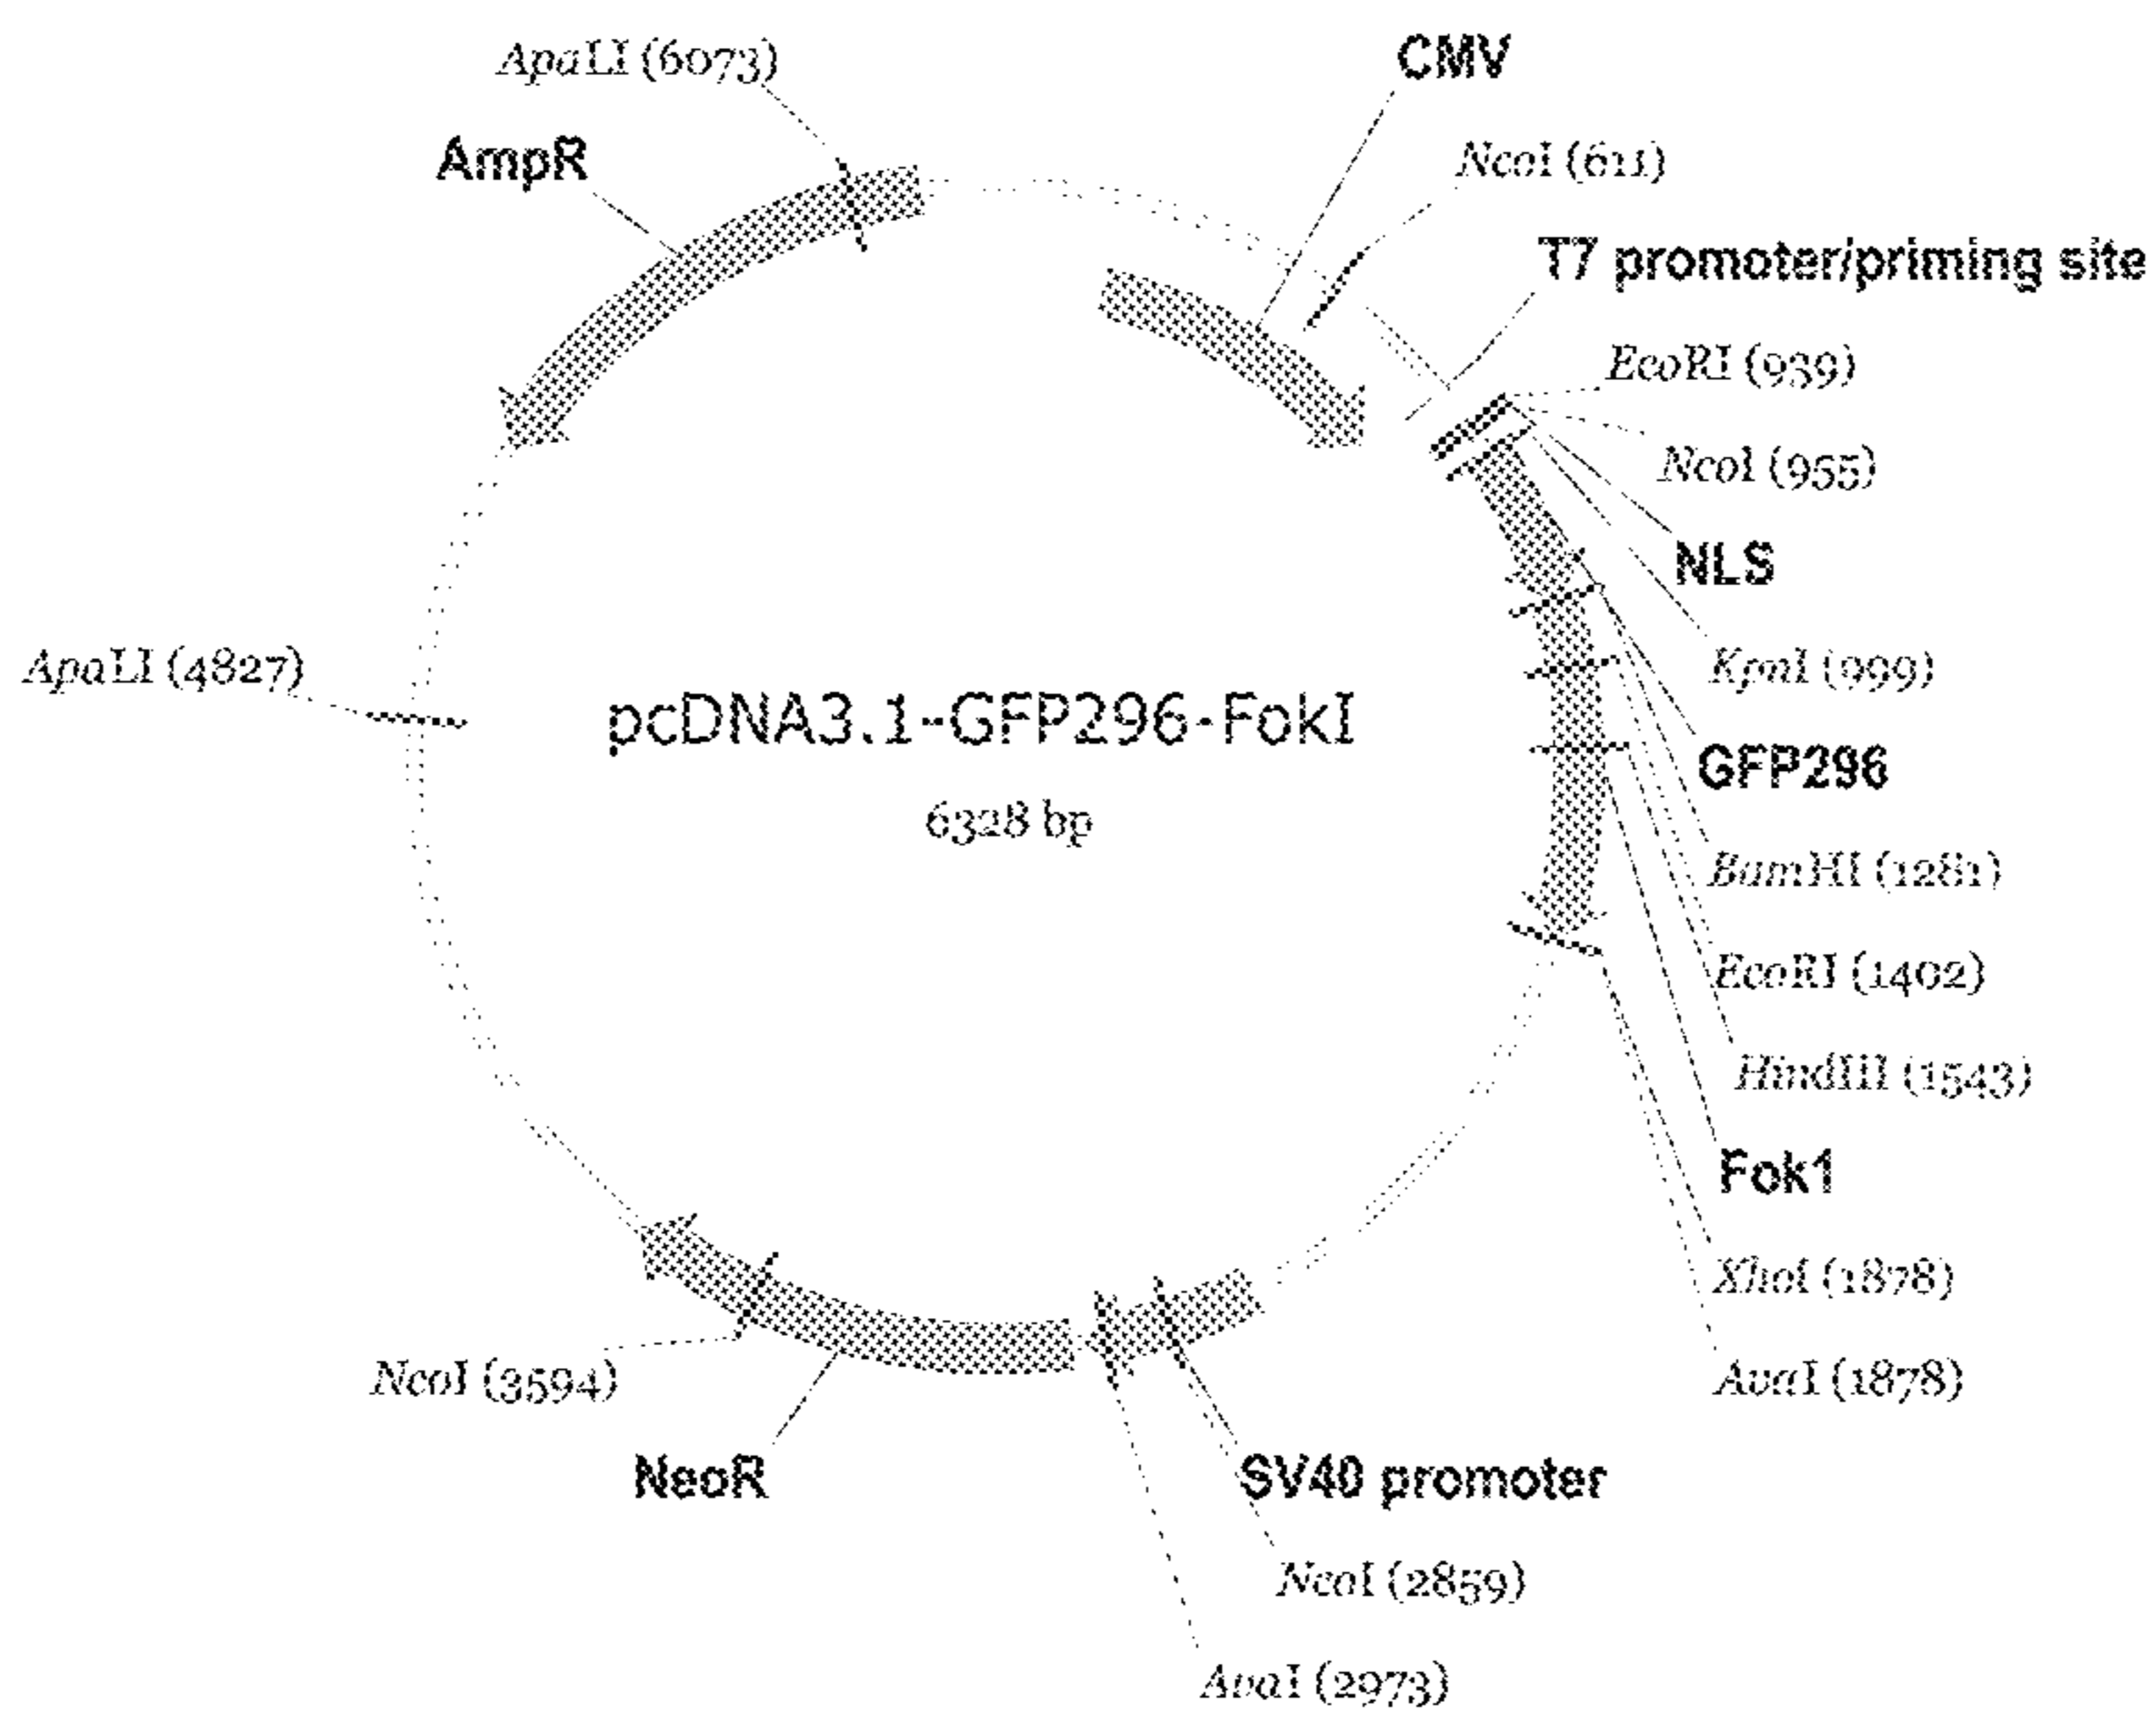 ApaLI (6073)
CMV
AmpR
NcoI (611)
T7 promoter/priming site
EcoRI (939)
NcoI (955)
NLS
ApaLI (4827)
KpnI (999)
pcDNA3.1-GFP296-FokI
GFP296
6328 bp
BamHI (1281)
EcoRI (1402)
HindIII (1543)
Fok1
XhoI (1878)
NcoI (3594)
AvaI (1878)
NeoR
SV40 promoter
NcoI (2859)
AvaI (2973)